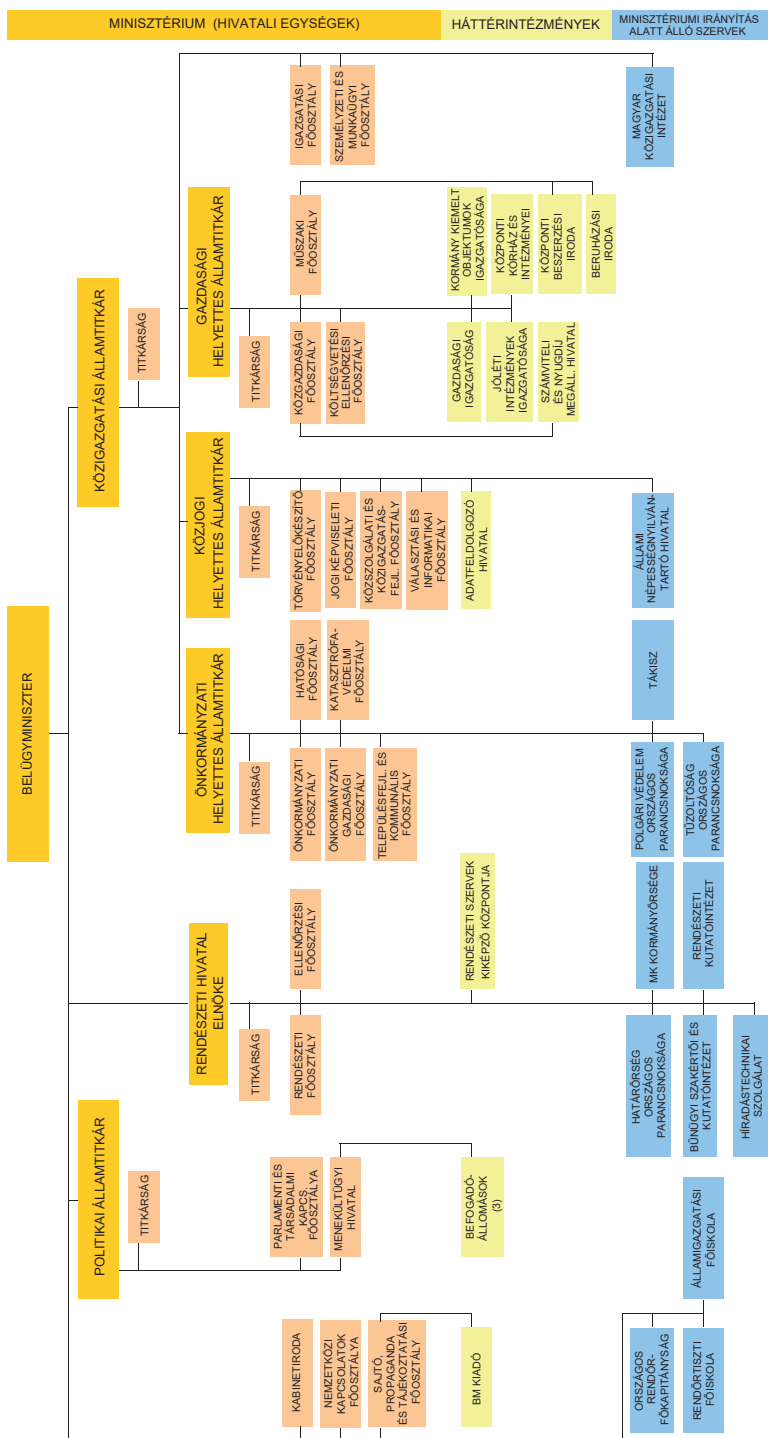 MINISZTÉRIUM (HIVATALI EGYSÉGEK)
HÁTTÉRINTÉZMÉNYEK
MINISZTÉRIUMI IRÁNYÍTÁS
ALATT ÁLLÓ SZERVEK
BELÜGYMINISZTER
POLITIKAI ÁLLAMTITKÁR
KÖZIGAZGATÁSI ÁLLAMTITKÁR
TITKÁRSÁG
TITKÁRSÁG
RENDÉSZETI HIVATAL
ELNÖKE
ÖNKORMÁNYZATI
HELYETTES ÁLLAMTITKÁR
KÖZJOGI
HELYETTES ÁLLAMTITKÁR
GAZDASÁGI
HELYETTES ÁLLAMTITKÁR
TITKÁRSÁG
TITKÁRSÁG
TITKÁRSÁG
TITKÁRSÁG
KABINETIRODA
NEMZETKÖZI
KAPCSOLATOK
FŐOSZTÁLYA
SAJTÓ,
PROPAGANDA
ÉS TÁJÉKOZTATÁSI
FŐOSZTÁLY
PARLAMENTI ÉS
TÁRSADALMI
KAPCS.
FŐOSZTÁLYA
MENEKÜLTÜGYI
HIVATAL
RENDÉSZETI
FŐOSZTÁLY
ELLENŐRZÉSI
FŐOSZTÁLY
ÖNKORMÁNYZATI
FŐOSZTÁLY
ÖNKORMÁNYZATI
GAZDASÁGI
FŐOSZTÁLY
TELEPÜLÉSFEJL. ÉS
KOMMUNÁLIS
FŐOSZTÁLY
HATÓSÁGI
FŐOSZTÁLY
KATASZTRÓFA-
VÉDELMI
FŐOSZTÁLY
TÖRVÉNYELŐKÉSZÍTŐ
FŐOSZTÁLY
JOGI KÉPVISELETI
FŐOSZTÁLY
KÖZSZOLGÁLATI ÉS
KÖZIGAZGATÁS-
FEJL. FŐOSZTÁLY
VÁLASZTÁSI ÉS
INFORMATIKAI
FŐOSZTÁLY
KÖZGAZDASÁGI
FŐOSZTÁLY
KÖLTSÉGVETÉSI
ELLENŐRZÉSI
FŐOSZTÁLY
MŰSZAKI
FŐOSZTÁLY
IGAZGATÁSI
FŐOSZTÁLY
SZEMÉLYZETI ÉS
MUNKAÜGYI
FŐOSZTÁLY
BM KIADÓ
BEFOGADÓ-
ÁLLOMÁSOK
(3)
RENDÉSZETI SZERVEK
KIKÉPZŐ KÖZPONTJA
ADATFELDOLGOZÓ
HIVATAL
GAZDASÁGI
IGAZGATÓSÁG
JÓLÉTI
INTÉZMÉNYEK
IGAZGATÓSÁGA
SZÁMVITELI
ÉS NYUGDÍJ
MEGÁLL. HIVATAL
KORMÁNY KIEMELT
OBJEKTUMOK
IGAZGATÓSÁGA
KÖZPONTI
KÓRHÁZ ÉS
INTÉZMÉNYEI
KÖZPONTI
BESZERZÉSI
IRODA
BERUHÁZÁSI
IRODA
ORSZÁGOS
RENDŐR-
FŐKAPITÁNYSÁG
RENDŐRTISZTI
FŐISKOLA
ÁLLAMIGAZGATÁSI
FŐISKOLA
HATÁRŐRSÉG
ORSZÁGOS
PARANCSNOKSÁGA
BŰNÜGYI SZAKÉRTŐI ÉS
KUTATÓINTÉZET
HÍRADÁSTECHNIKAI
SZOLGÁLAT
MK KORMÁNYŐRSÉGE
RENDÉSZETI
KUTATÓINTÉZET
POLGÁRI VÉDELEM
ORSZÁGOS
PARANCSNOKSÁGA
TŰZOLTÓSÁG
ORSZÁGOS
PARANCSNOKSÁGA
TÁKISZ
ÁLLAMI
NÉPESSÉGNYILVÁN-
TARTÓ HIVATAL
MAGYAR
KÖZIGAZGATÁSI
INTÉZET